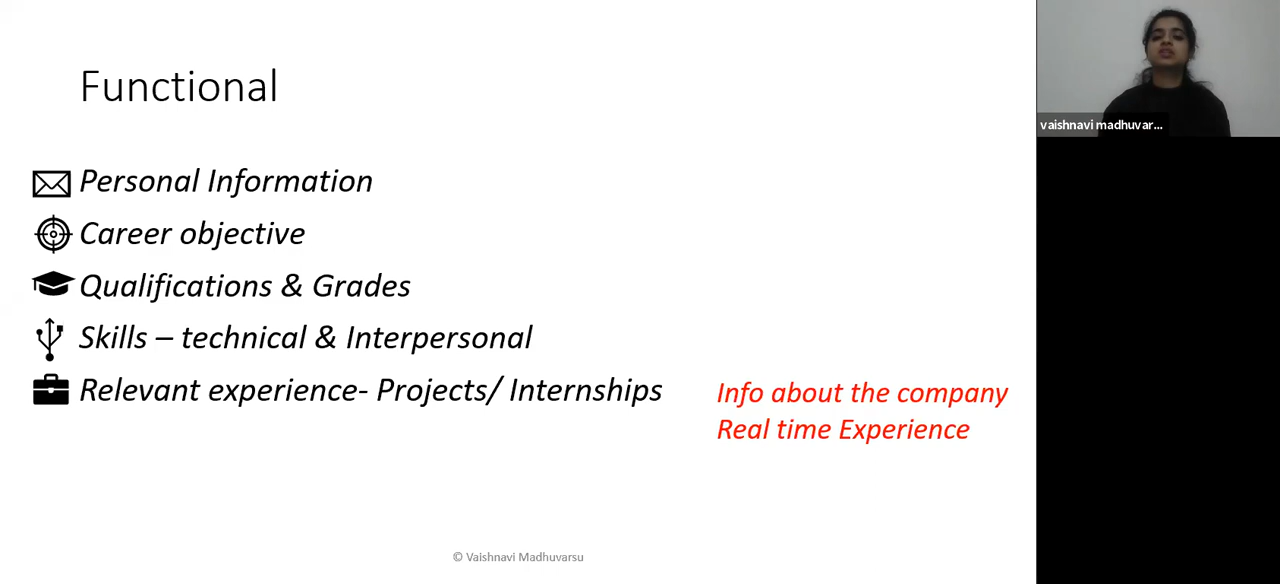 Functional
Personal Information
Career objective
Qualifications & Grades
Skills – technical & Interpersonal
Relevant experience- Projects/ Internships
Info about the company
Real time Experience
© Vaishnavi Madhuvarsu
vaishnavi madhuvar...